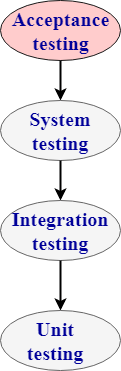 Acceptance
testing
System
testing
Integration
testing
Unit
testing